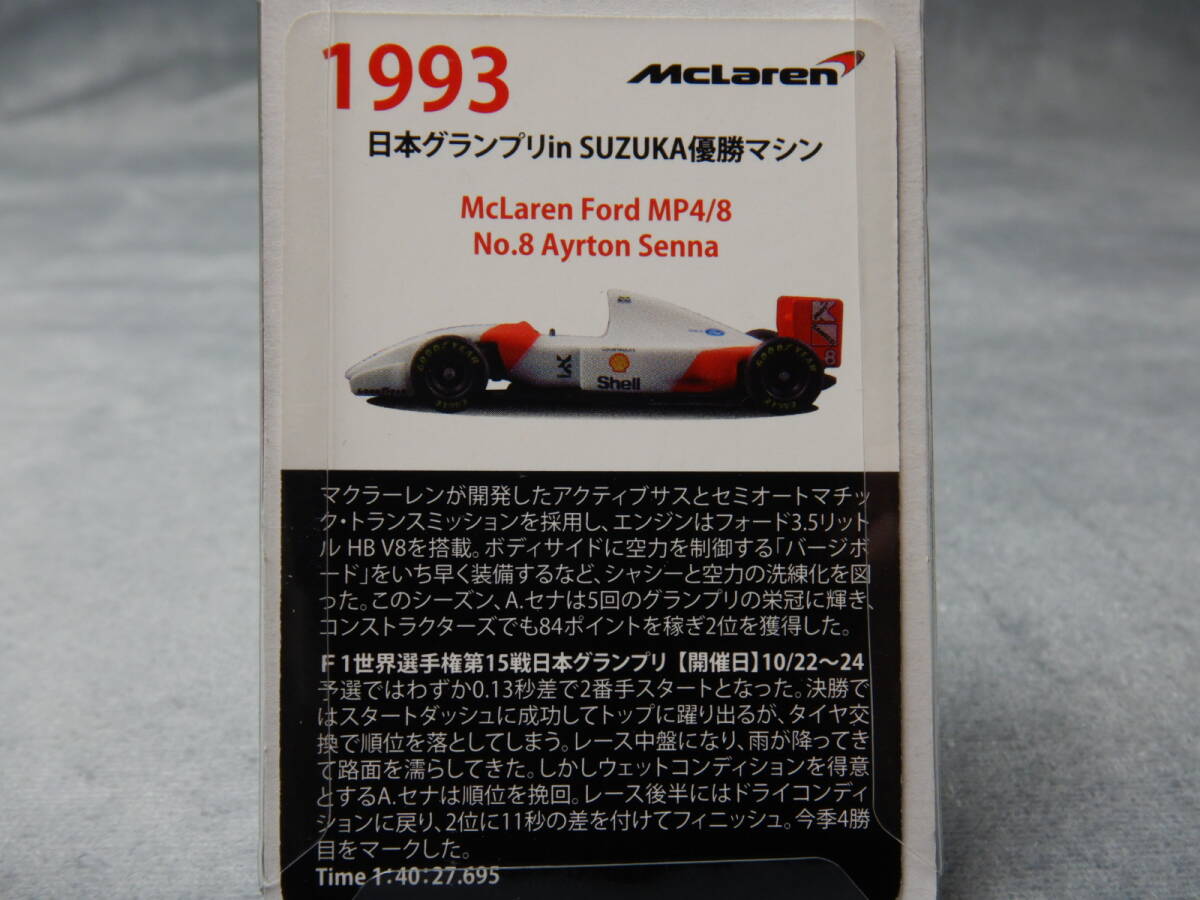 1993
McLaren
日本グランプリin SUZUKA優勝マシン
McLaren Ford MP4/8
No.8 Ayrton Senna
GOODYEAR
Shell
8
マクラーレンが開発したアクティブサスとセミオートマチッ
ク・トランスミッションを採用し、エンジンはフォード3.5リット
ル HB V8を搭載。ボディサイドに空力を制御する「バージボ
ード」をいち早く装備するなど、シャシーと空力の洗練化を図
った。このシーズン、A.セナは5回のグランプリの栄冠に輝き、
コンストラクターズでも84ポイントを稼ぎ2位を獲得した。
F1世界選手権第15戦日本グランプリ【開催日】10/22〜24
予選ではわずか0.13秒差で2番手スタートとなった。決勝で
はスタートダッシュに成功してトップに躍り出るが、タイヤ交
換で順位を落としてしまう。レース中盤になり、雨が降ってき
て路面を濡らしてきた。しかしウェットコンディションを得意
とするA.セナは順位を挽回。レース後半にはドライコンディ
ションに戻り、2位に11秒の差を付けてフィニッシュ。今季4勝
目をマークした。
Time 1:40:27.695